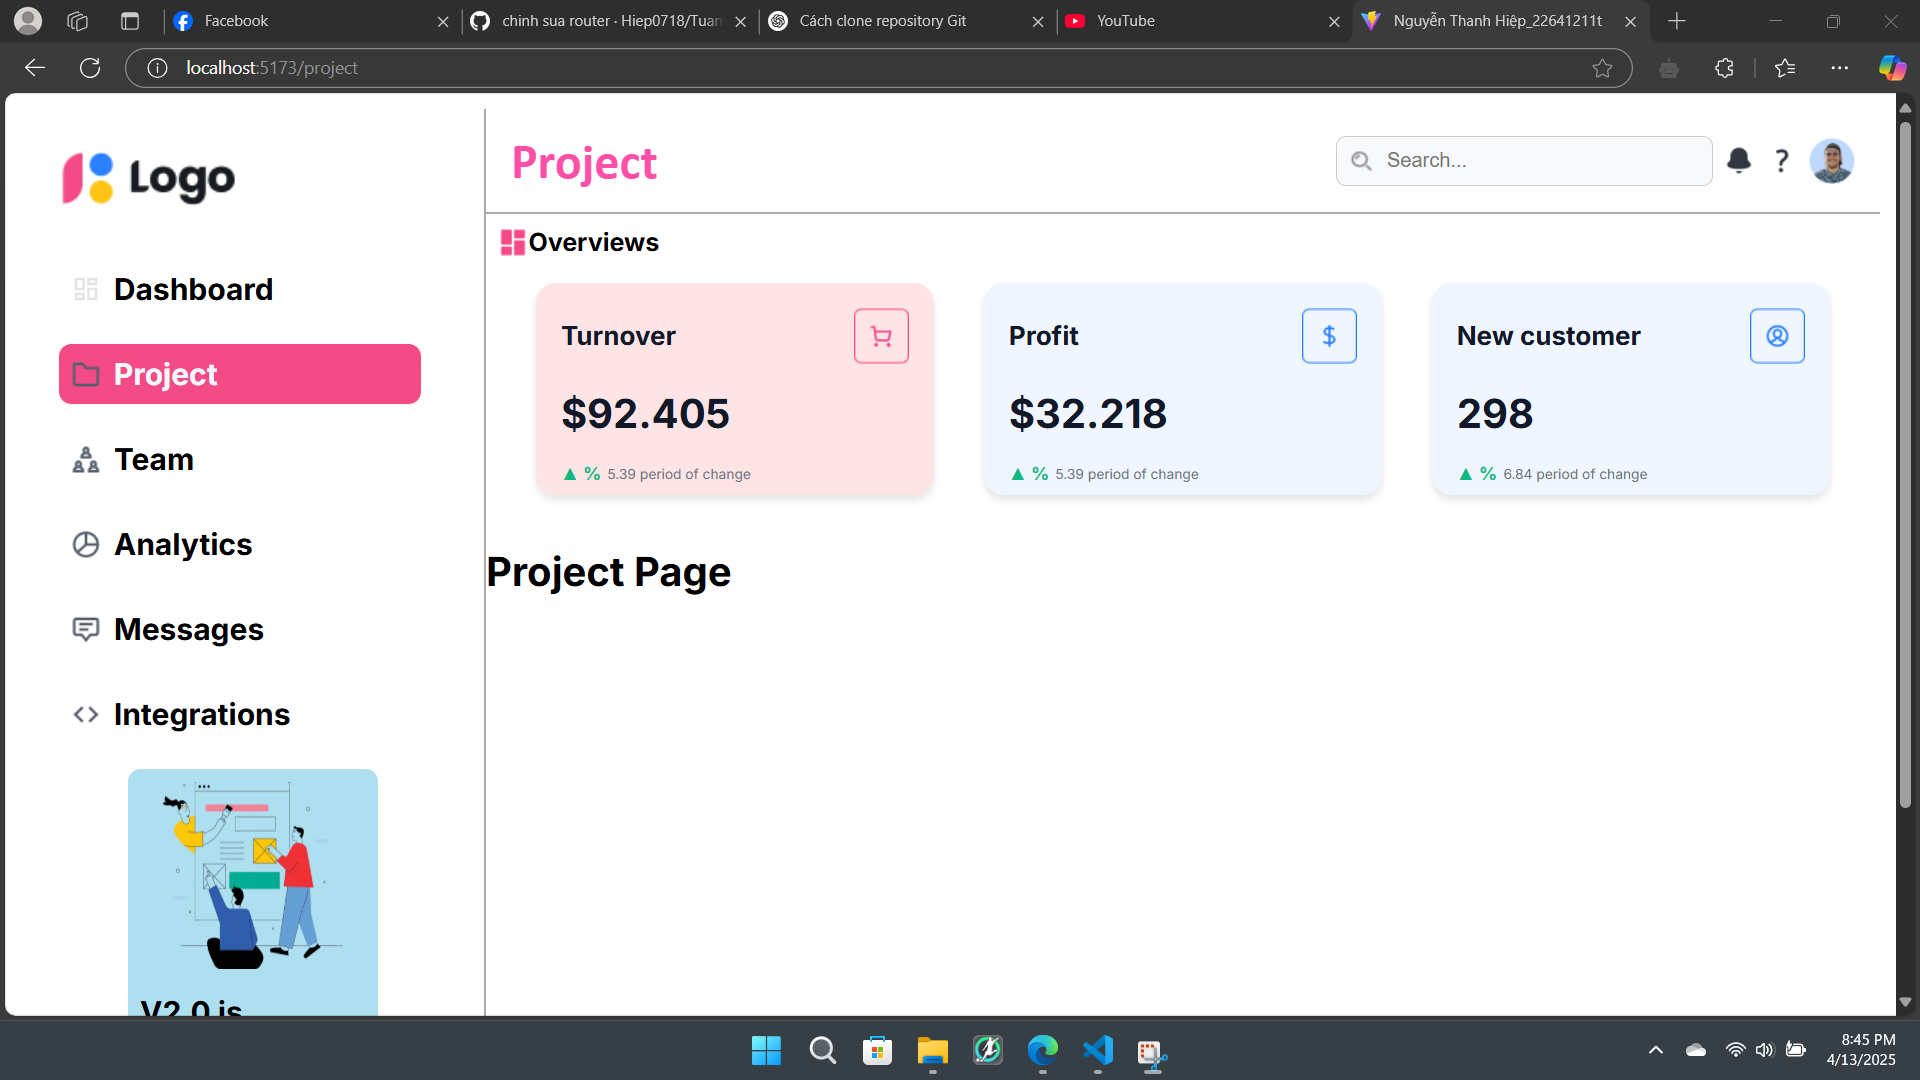 Facebook
chinh sua router · Hiep0718/Tuan
Cách clone repository Git
YouTube
Nguyễn Thanh Hiệp_22641211t
localhost:5173/project
Logo
Project
Search...
?
Dashboard
Project
Team
Analytics
Messages
Integrations
V2.0 is
Overviews
Turnover
$92.405
▲ % 5.39 period of change
Profit
$
$32.218
▲ % 5.39 period of change
New customer
298
▲ % 6.84 period of change
Project Page
8:45 PM
4/13/2025